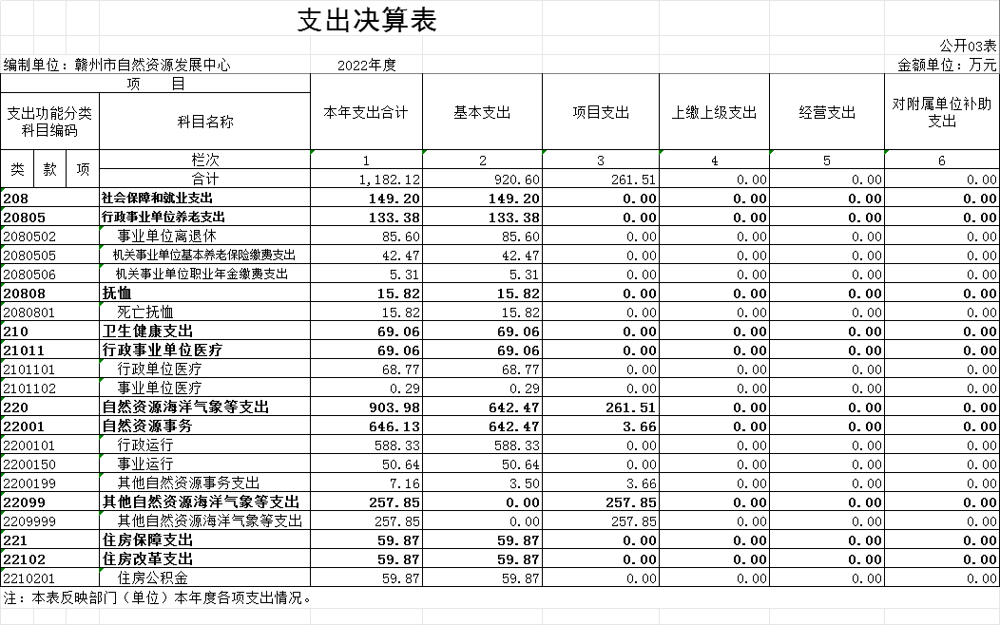 支出决算表
公开03表
编制单位：赣州市自然资源发展中心 2022年度 金额单位：万元
项 目 本年支出合计 基本支出 项目支出 上缴上级支出 经营支出 对附属单位补助支出
支出功能分类科目编码 科目名称
类 款 项 栏次 1 2 3 4 5 6
合计 1,182.12 920.60 261.51 0.00 0.00 0.00
208 社会保障和就业支出 149.20 149.20 0.00 0.00 0.00 0.00
20805 行政事业单位养老支出 133.38 133.38 0.00 0.00 0.00 0.00
2080502 事业单位离退休 85.60 85.60 0.00 0.00 0.00 0.00
2080505 机关事业单位基本养老保险缴费支出 42.47 42.47 0.00 0.00 0.00 0.00
2080506 机关事业单位职业年金缴费支出 5.31 5.31 0.00 0.00 0.00 0.00
20808 抚恤 15.82 15.82 0.00 0.00 0.00 0.00
2080801 死亡抚恤 15.82 15.82 0.00 0.00 0.00 0.00
210 卫生健康支出 69.06 69.06 0.00 0.00 0.00 0.00
21011 行政事业单位医疗 69.06 69.06 0.00 0.00 0.00 0.00
2101101 行政单位医疗 68.77 68.77 0.00 0.00 0.00 0.00
2101102 事业单位医疗 0.29 0.29 0.00 0.00 0.00 0.00
220 自然资源海洋气象等支出 903.98 642.47 261.51 0.00 0.00 0.00
22001 自然资源事务 646.13 642.47 3.66 0.00 0.00 0.00
2200101 行政运行 588.33 588.33 0.00 0.00 0.00 0.00
2200150 事业运行 50.64 50.64 0.00 0.00 0.00 0.00
2200199 其他自然资源事务支出 7.16 3.50 3.66 0.00 0.00 0.00
22099 其他自然资源海洋气象等支出 257.85 0.00 257.85 0.00 0.00 0.00
2209999 其他自然资源海洋气象等支出 257.85 0.00 257.85 0.00 0.00 0.00
221 住房保障支出 59.87 59.87 0.00 0.00 0.00 0.00
22102 住房改革支出 59.87 59.87 0.00 0.00 0.00 0.00
2210201 住房公积金 59.87 59.87 0.00 0.00 0.00 0.00
注：本表反映部门（单位）本年度各项支出情况。